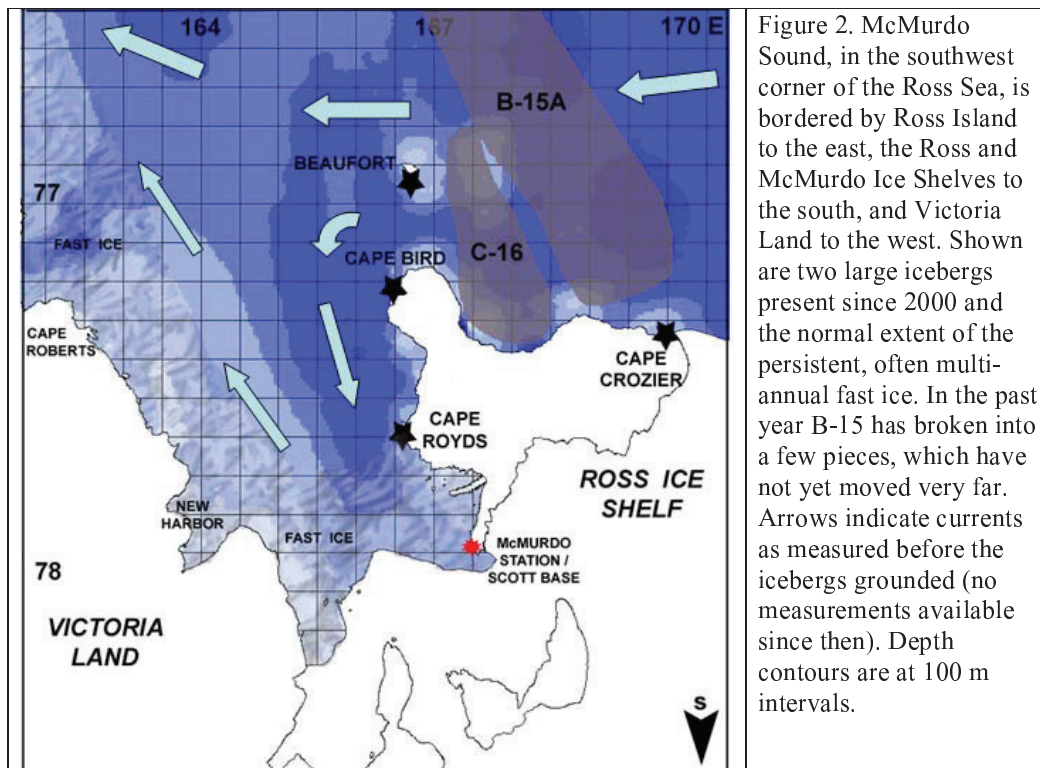 164
167
170 E
B-15A
BEAUFORT
77
FAST ICE
C-16
CAPE BIRD
CAPE
ROBERTS
CAPE
CROZIER
CAPE
ROYDS
ROSS ICE
SHELF
NEW
HARBOR
FAST ICE
McMURDO
STATION /
SCOTT BASE
78
VICTORIA
LAND
S
Figure 2. McMurdo
Sound, in the southwest
corner of the Ross Sea, is
bordered by Ross Island
to the east, the Ross and
McMurdo Ice Shelves to
the south, and Victoria
Land to the west. Shown
are two large icebergs
present since 2000 and
the normal extent of the
persistent, often multi-
annual fast ice. In the past
year B-15 has broken into
a few pieces, which have
not yet moved very far.
Arrows indicate currents
as measured before the
icebergs grounded (no
measurements available
since then). Depth
contours are at 100 m
intervals.